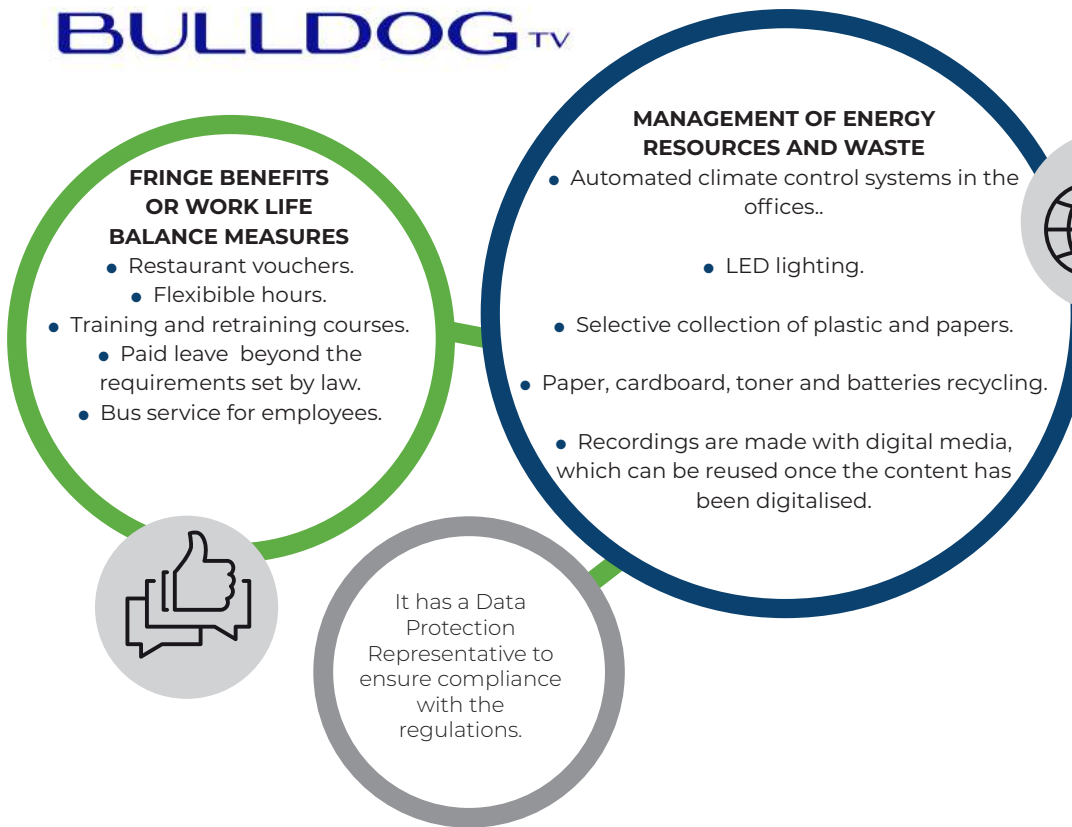 BULLDOG TV
FRINGE BENEFITS
OR WORK LIFE
BALANCE MEASURES
● Restaurant vouchers.
● Flexibible hours.
● Training and retraining courses.
● Paid leave beyond the
requirements set by law.
● Bus service for employees.
MANAGEMENT OF ENERGY
RESOURCES AND WASTE
● Automated climate control systems in the
offices..
● LED lighting.
● Selective collection of plastic and papers.
● Paper, cardboard, toner and batteries recycling.
● Recordings are made with digital media,
which can be reused once the content has
been digitalised.
It has a Data
Protection
Representative to
ensure compliance
with the
regulations.